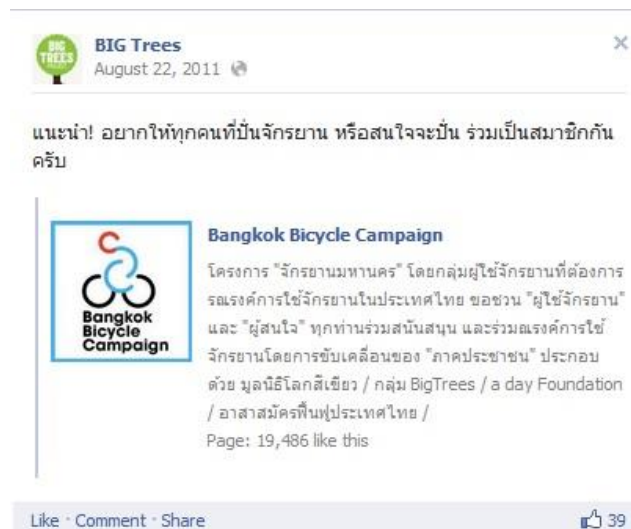 BIG TREES PROJECT
BIG Trees
August 22, 2011
แนะนำ! อยากให้ทุกคนที่ปั่นจักรยาน หรือสนใจจะปั่น ร่วมเป็นสมาชิกกัน
ครับ
Bangkok
Bicycle
Campaign
Bangkok Bicycle Campaign
โครงการ "จักรยานมหานคร" โดยกลุ่มผู้ใช้จักรยานที่ต้องการ
รณรงค์การใช้จักรยานในประเทศไทย ขอชวน "ผู้ใช้จักรยาน"
และ "ผู้สนใจ" ทุกท่านร่วมสนันสนุน และร่วมณรงค์การใช้
จักรยานโดยการขับเคลื่อนของ "ภาคประชาชน" ประกอบ
ด้วย มูลนิธิโลกสีเขียว / กลุ่ม BigTrees / a day Foundation
/ อาสาสมัครฟื้นฟูประเทศไทย /
Page: 19,486 like this
Like · Comment · Share 39